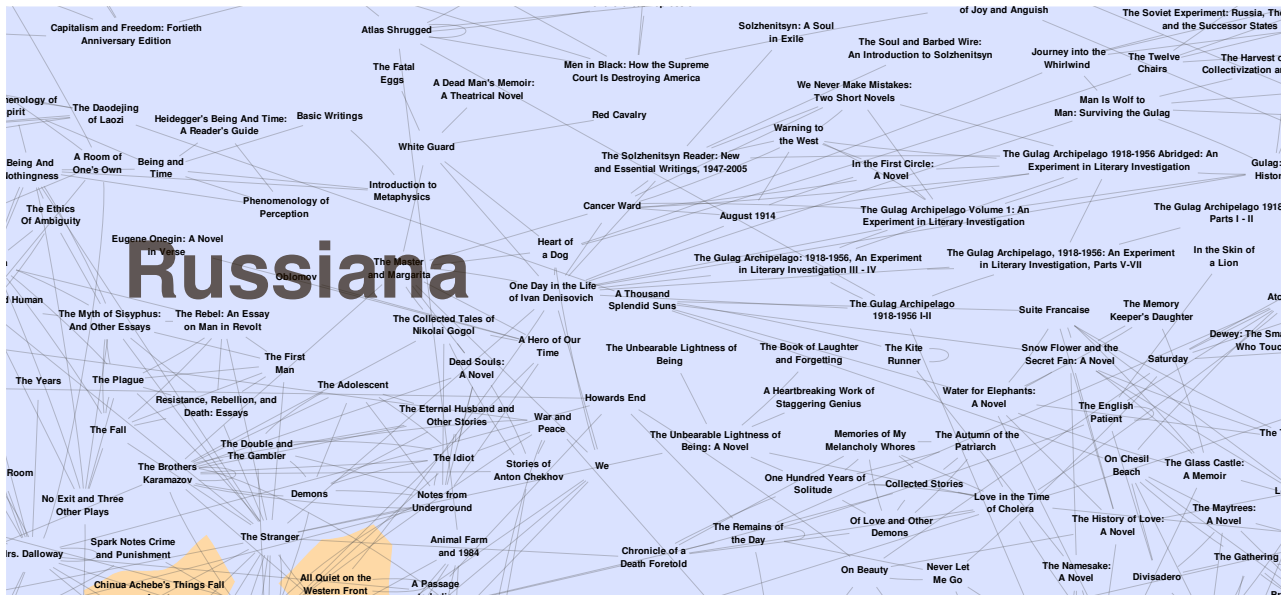 of Joy and Anguish
The Soviet Experiment: Russia, The
and the Successor States
Capitalism and Freedom: Fortieth
Anniversary Edition
Atlas Shrugged
Solzhenitsyn: A Soul
in Exile
The Soul and Barbed Wire:
An Introduction to Solzhenitsyn
Journey into the
Whirlwind
The Twelve
Chairs
The Harvest o
Collectivization a
The Fatal
Eggs
A Dead Man's Memoir:
A Theatrical Novel
Men in Black: How the Supreme
Court Is Destroying America
We Never Make Mistakes:
Two Short Novels
Man Is Wolf to
Man: Surviving the Gulag
enomenology of
pirit
The Daodejing
of Laozi
Heidegger's Being And Time:
A Reader's Guide
Basic Writings
Red Cavalry
Warning to
the West
White Guard
Being And
Nothingness
A Room of
One's Own
Being and
Time
The Solzhenitsyn Reader: New
and Essential Writings, 1947-2005
In the First Circle:
A Novel
The Gulag Archipelago 1918-1956 Abridged: An
Experiment in Literary Investigation
Gulag:
Histor
Introduction to
Metaphysics
Phenomenology of
Perception
Cancer Ward
August 1914
The Gulag Archipelago Volume 1: An
Experiment in Literary Investigation
The Gulag Archipelago 1918
Parts I - II
The Ethics
Of Ambiguity
Eugene Onegin: A Novel
in Verse
Russiana
Oblomov
The Master
and Margarita
Heart of
a Dog
The Gulag Archipelago: 1918-1956, An Experiment
in Literary Investigation III - IV
The Gulag Archipelago, 1918-1956: An Experiment
in Literary Investigation, Parts V-VII
In the Skin of
a Lion
d Human
One Day in the Life
of Ivan Denisovich
A Thousand
Splendid Suns
The Gulag Archipelago
1918-1956 I-II
Suite Francaise
The Memory
Keeper's Daughter
Ato
The Myth of Sisyphus:
And Other Essays
The Rebel: An Essay
on Man in Revolt
The Collected Tales of
Nikolai Gogol
A Hero of Our
Time
Dewey: The Sma
Who Touc
The First
Man
Dead Souls:
A Novel
The Unbearable Lightness of
Being
The Book of Laughter
and Forgetting
The Kite
Runner
Snow Flower and the
Secret Fan: A Novel
Saturday
The Years
The Plague
The Adolescent
Resistance, Rebellion, and
Death: Essays
Howards End
A Heartbreaking Work of
Staggering Genius
Water for Elephants:
A Novel
The English
Patient
The Fall
The Eternal Husband and
Other Stories
War and
Peace
The Double and
The Gambler
The Unbearable Lightness of
Being: A Novel
Memories of My
Melancholy Whores
The Autumn of the
Patriarch
The T
Room
The Brothers
Karamazov
The Idiot
Stories of
Anton Chekhov
We
One Hundred Years of
Solitude
Collected Stories
On Chesil
Beach
The Glass Castle:
A Memoir
L
No Exit and Three
Other Plays
Demons
Notes from
Underground
Love in the Time
of Cholera
The Maytrees:
A Novel
The Stranger
The Remains of
the Day
Of Love and Other
Demons
The History of Love:
A Novel
rs. Dalloway
Spark Notes Crime
and Punishment
Animal Farm
and 1984
Chronicle of a
Death Foretold
On Beauty
Never Let
Me Go
The Namesake:
A Novel
Divisadero
The Gathering
Chinua Achebe's Things Fall
All Quiet on the
Western Front
A Passage